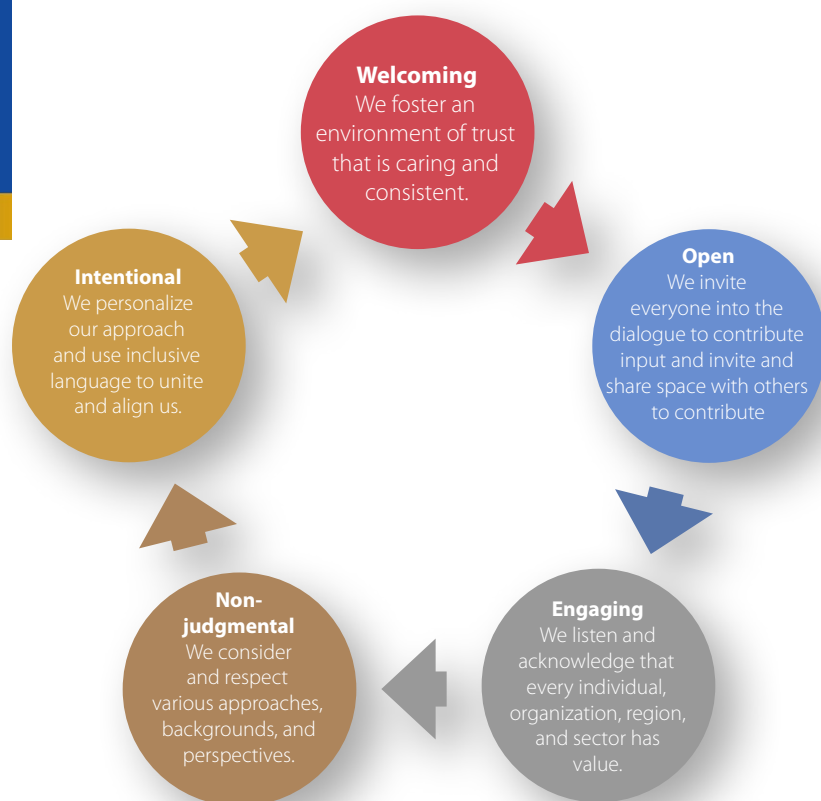 Welcoming
We foster an
environment of trust
that is caring and
consistent.
Open
We invite
everyone into the
dialogue to contribute
input and invite and
share space with others
to contribute
Engaging
We listen and
acknowledge that
every individual,
organization, region,
and sector has
value.
Non-
judgmental
We consider
and respect
various approaches,
backgrounds, and
perspectives.
Intentional
We personalize
our approach
and use inclusive
language to unite
and align us.